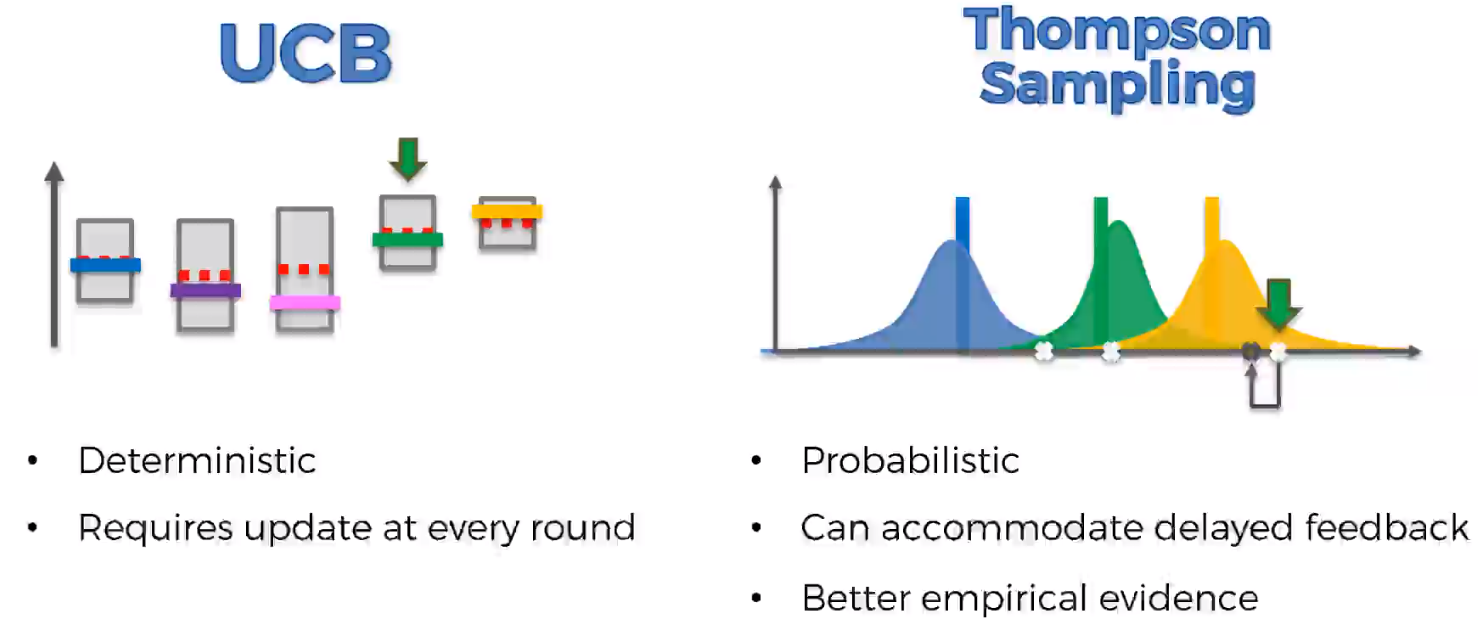 UCB
Thompson
Sampling
• Deterministic
• Requires update at every round
• Probabilistic
• Can accommodate delayed feedback
• Better empirical evidence